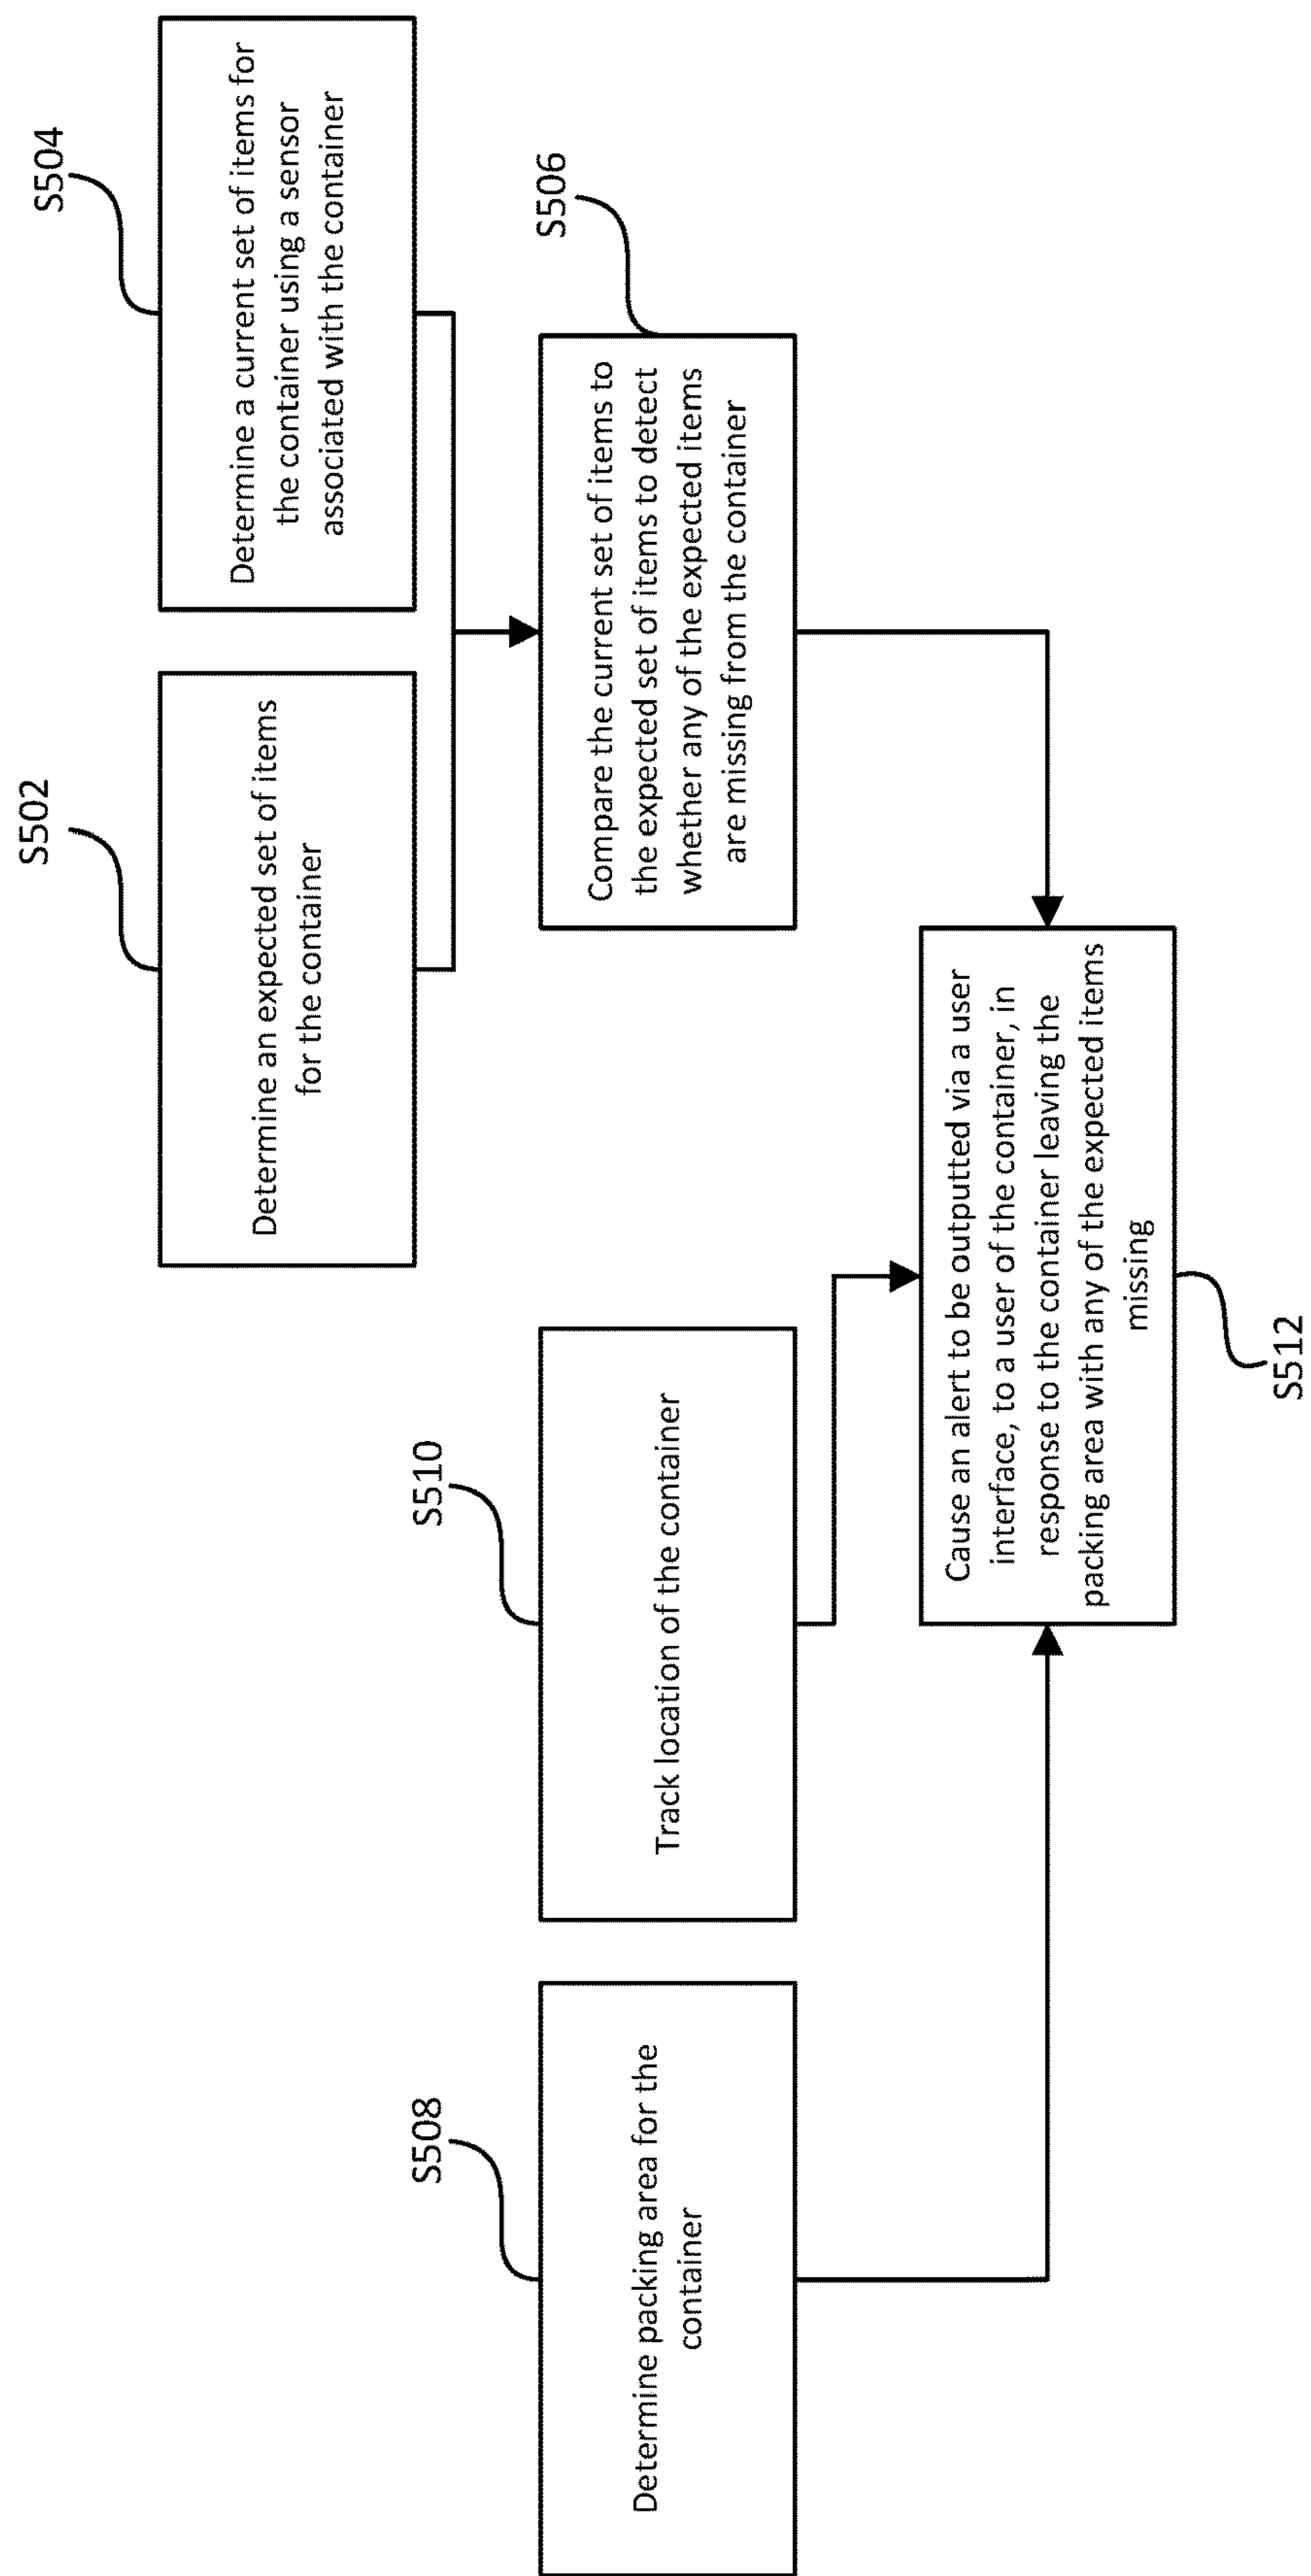 S502
Determine an expected set of items
for the container
S504
Determine a current set of items for
the container using a sensor
associated with the container
S508
Determine packing area for the
container
S510
Track location of the container
S506
Compare the current set of items to
the expected set of items to detect
whether any of the expected items
are missing from the container
Cause an alert to be outputted via a user
interface, to a user of the container, in
response to the container leaving the
packing area with any of the expected items
missing
S512